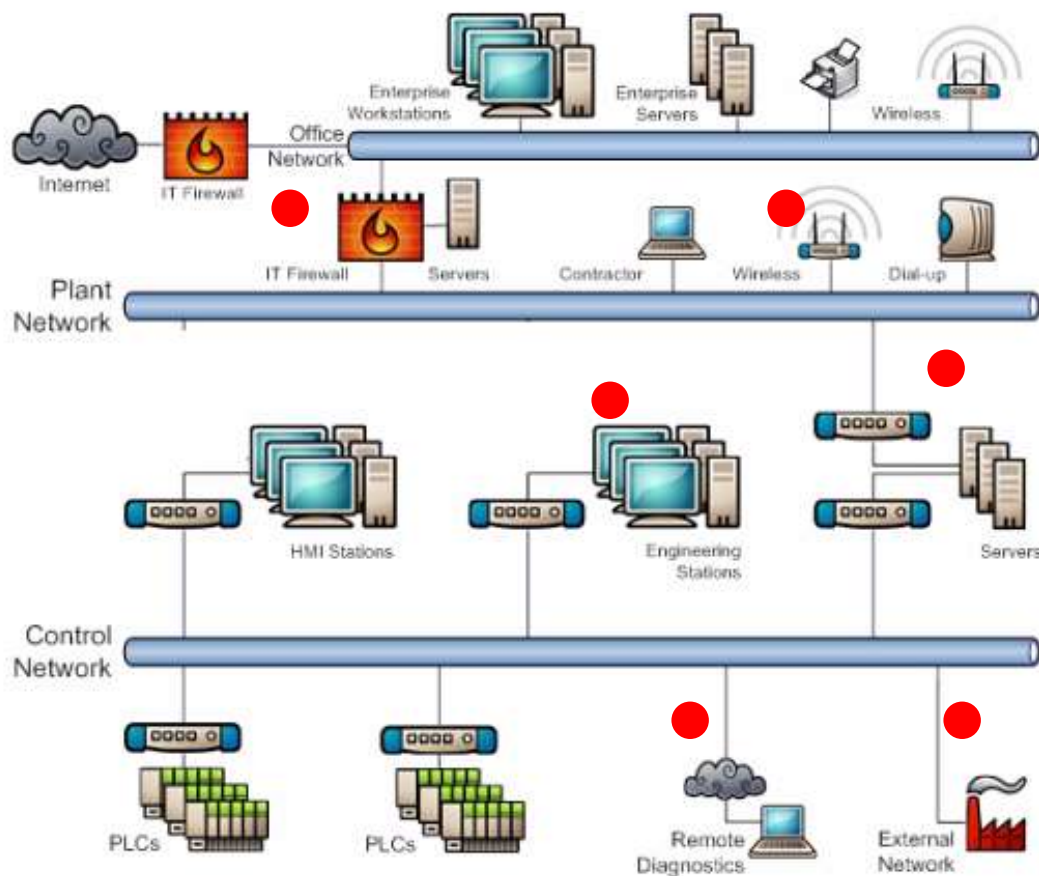 Enterprise
Workstations
Enterprise
Servers
Wireless
Office
Network
Internet
IT Firewall
IT Firewall
Servers
Contractor
Wireless
Dial-up
Plant
Network
HMI Stations
Engineering
Stations
Servers
Control
Network
PLCs
PLCs
Remote
Diagnostics
External
Network